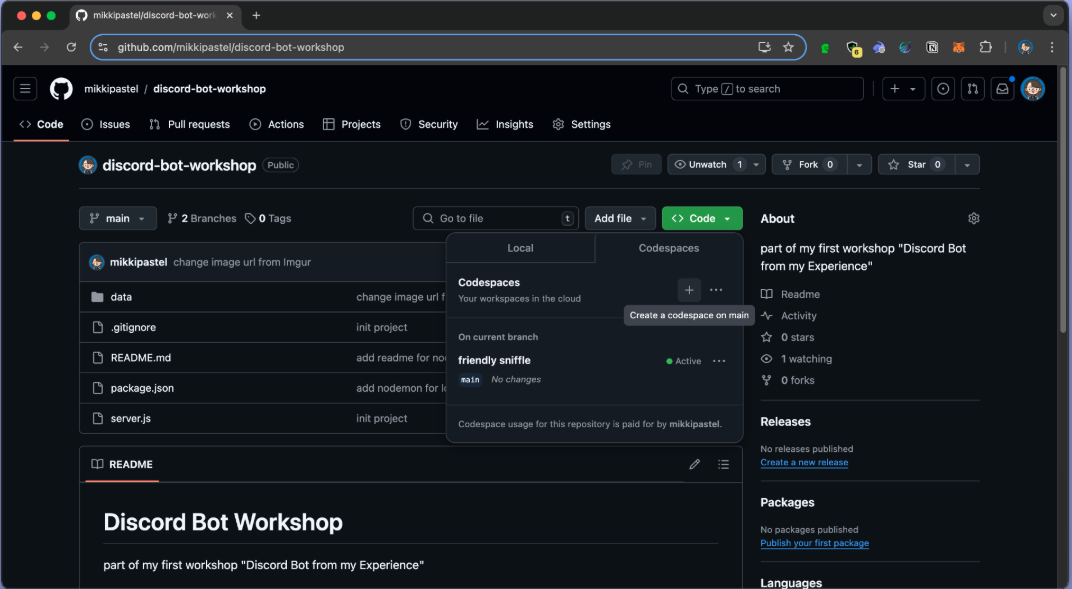 mikkipastel/discord-bot-work
github.com/mikkipastel/discord-bot-workshop
6
mikkipastel / discord-bot-workshop
Type / to search
Code Issues Pull requests Actions Projects Security Insights Settings
discord-bot-workshop Public
Pin Unwatch 1 Fork 0 Star 0
main 2 Branches 0 Tags
Go to file t Add file Code
mikkipastel change image url from Imgur
data change image url f
.gitignore init project
README.md add readme for no
package.json add nodemon for lo
server.js init project
Local Codespaces
Codespaces
Your workspaces in the cloud
Create a codespace on main
On current branch
friendly sniffle Active
main No changes
Codespace usage for this repository is paid for by mikkipastel.
README
Discord Bot Workshop
part of my first workshop "Discord Bot from my Experience"
About
part of my first workshop "Discord Bot
from my Experience"
Readme
Activity
0 stars
1 watching
0 forks
Releases
No releases published
Create a new release
Packages
No packages published
Publish your first package
Languages